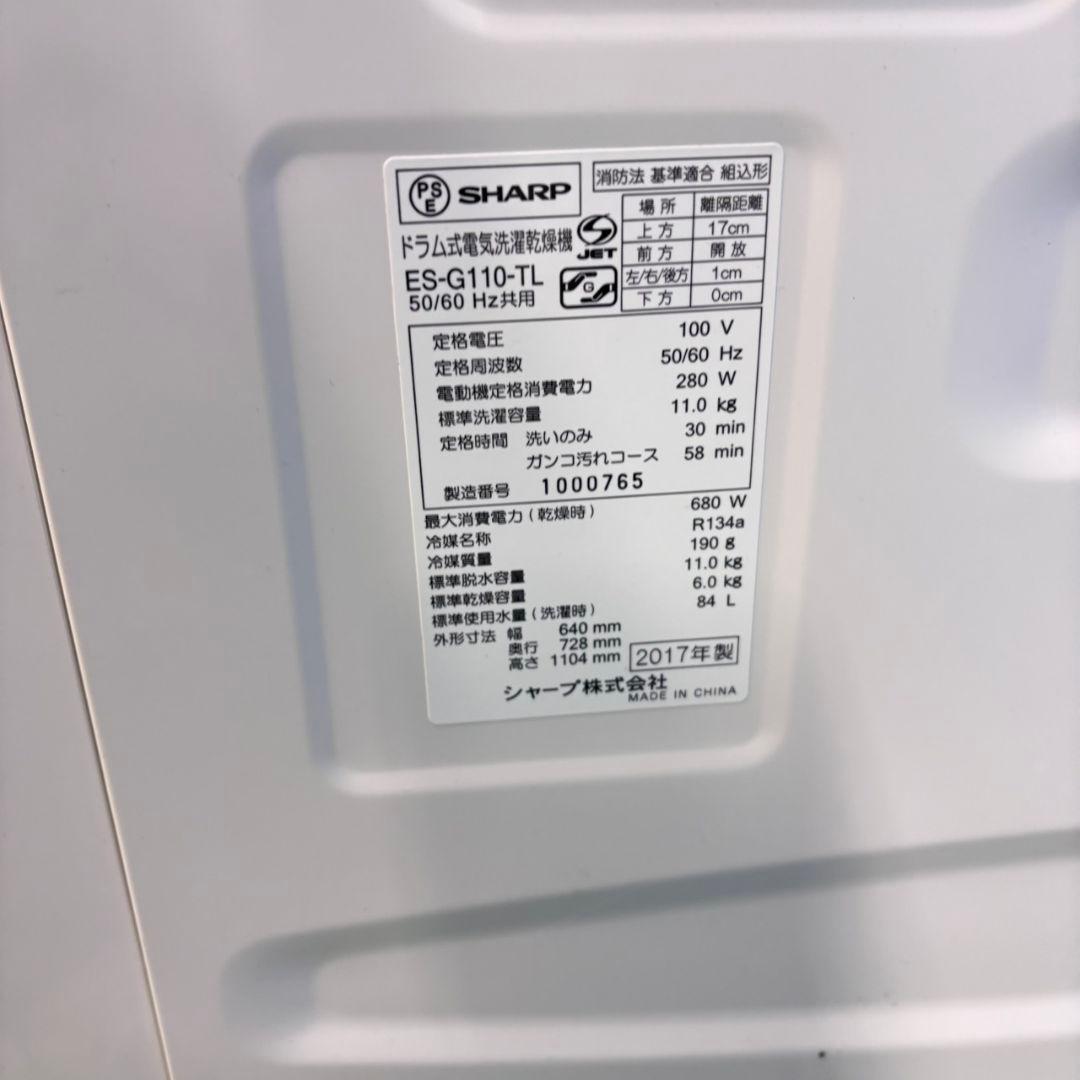 PSE SHARP
消防法 基準適合 組込形
場所 離隔距離
上方 17cm
前方 開放
左/右/後方 1cm
下方 0cm
ドラム式電気洗濯乾燥機
S JET
ES-G110-TL
50/60 Hz共用
G
定格電圧 100 V
定格周波数 50/60 Hz
電動機定格消費電力 280 W
標準洗濯容量 11.0 kg
定格時間 洗いのみ 30 min
ガンコ汚れコース 58 min
製造番号 1000765
最大消費電力(乾燥時) 680 W
冷媒名称 R134a
冷媒質量 190 g
標準脱水容量 11.0 kg
標準乾燥容量 6.0 kg
標準使用水量(洗濯時) 84 L
外形寸法 幅 640 mm
奥行 728 mm
高さ 1104 mm
2017年製
シャープ株式会社
MADE IN CHINA